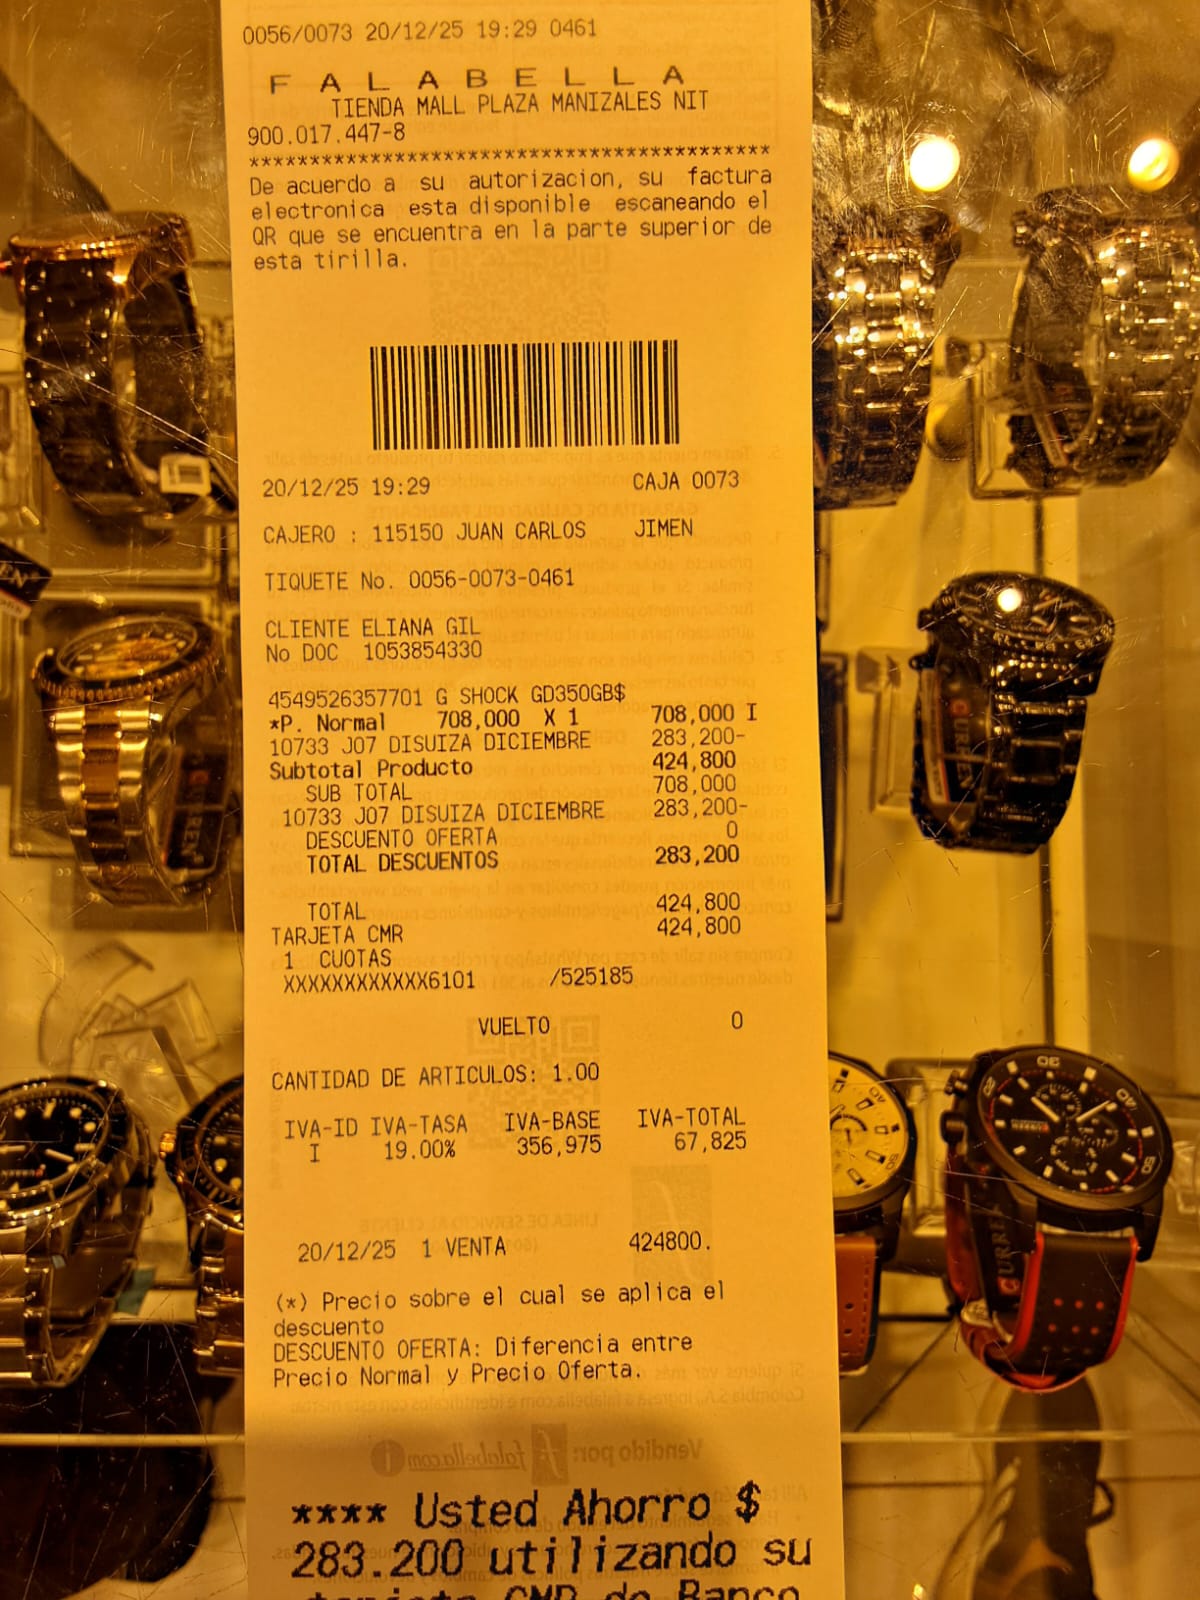 0056/0073 20/12/25 19:29 0461
FALABELLA
TIENDA MALL PLAZA MANIZALES NIT
900.017.447-8
*******************************************
De acuerdo a su autorizacion, su factura
electronica esta disponible escaneando el
QR que se encuentra en la parte superior de
esta tirilla.
20/12/25 19:29 CAJA 0073
CAJERO : 115150 JUAN CARLOS JIMEN
TIQUETE No. 0056-0073-0461
CLIENTE ELIANA GIL
No DOC 1053854330
4549526357701 G SHOCK GD350GB$
*P. Normal 708,000 X 1 708,000 I
10733 J07 DISUIZA DICIEMBRE 283,200-
Subtotal Producto 424,800
SUB TOTAL 708,000
10733 J07 DISUIZA DICIEMBRE 283,200-
DESCUENTO OFERTA 0
TOTAL DESCUENTOS 283,200
TOTAL 424,800
TARJETA CMR 424,800
1 CUOTAS
XXXXXXXXXXXX6101 /525185
VUELTO 0
CANTIDAD DE ARTICULOS: 1.00
IVA-ID IVA-TASA IVA-BASE IVA-TOTAL
I 19.00% 356,975 67,825
20/12/25 1 VENTA 424800.
(*) Precio sobre el cual se aplica el
descuento
DESCUENTO OFERTA: Diferencia entre
Precio Normal y Precio Oferta.
**** Usted Ahorro $
283.200 utilizando su
tarjeta CMR de Banco
CURREN
CURREN
CURREN